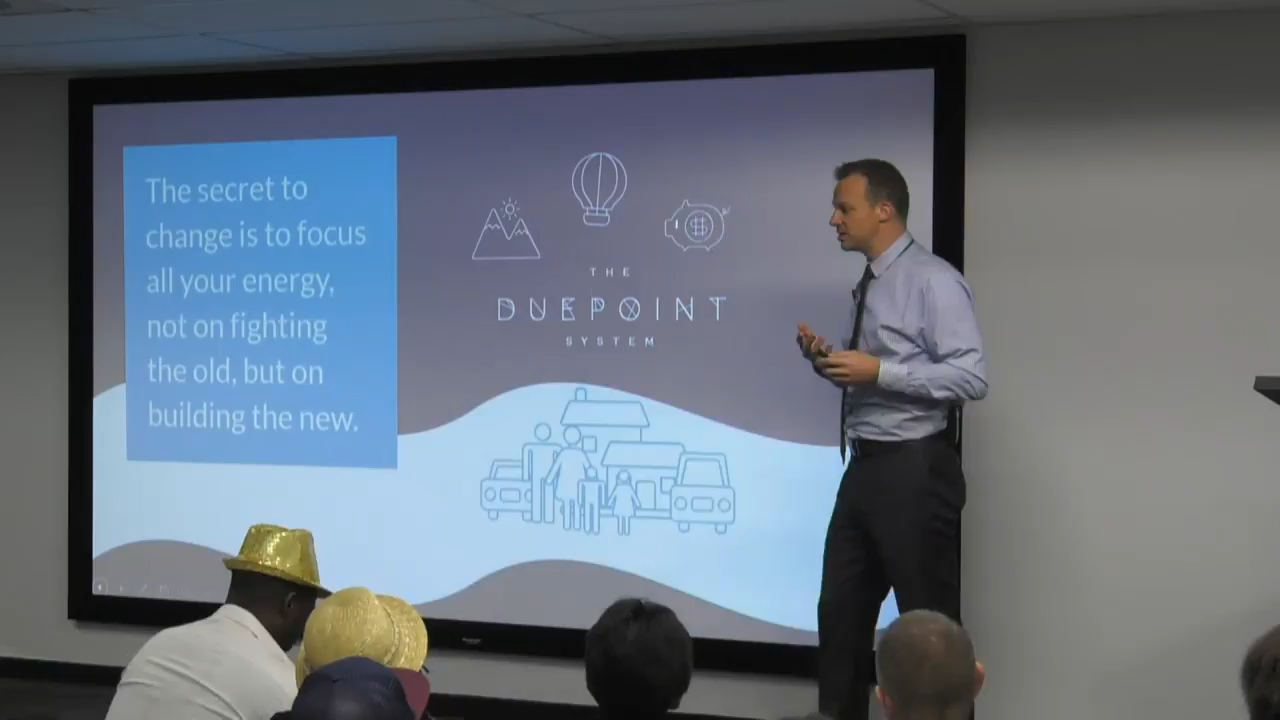 The secret to
change is to focus
all your energy,
not on fighting
the old, but on
building the new.
THE
DUEPOINT
SYSTEM